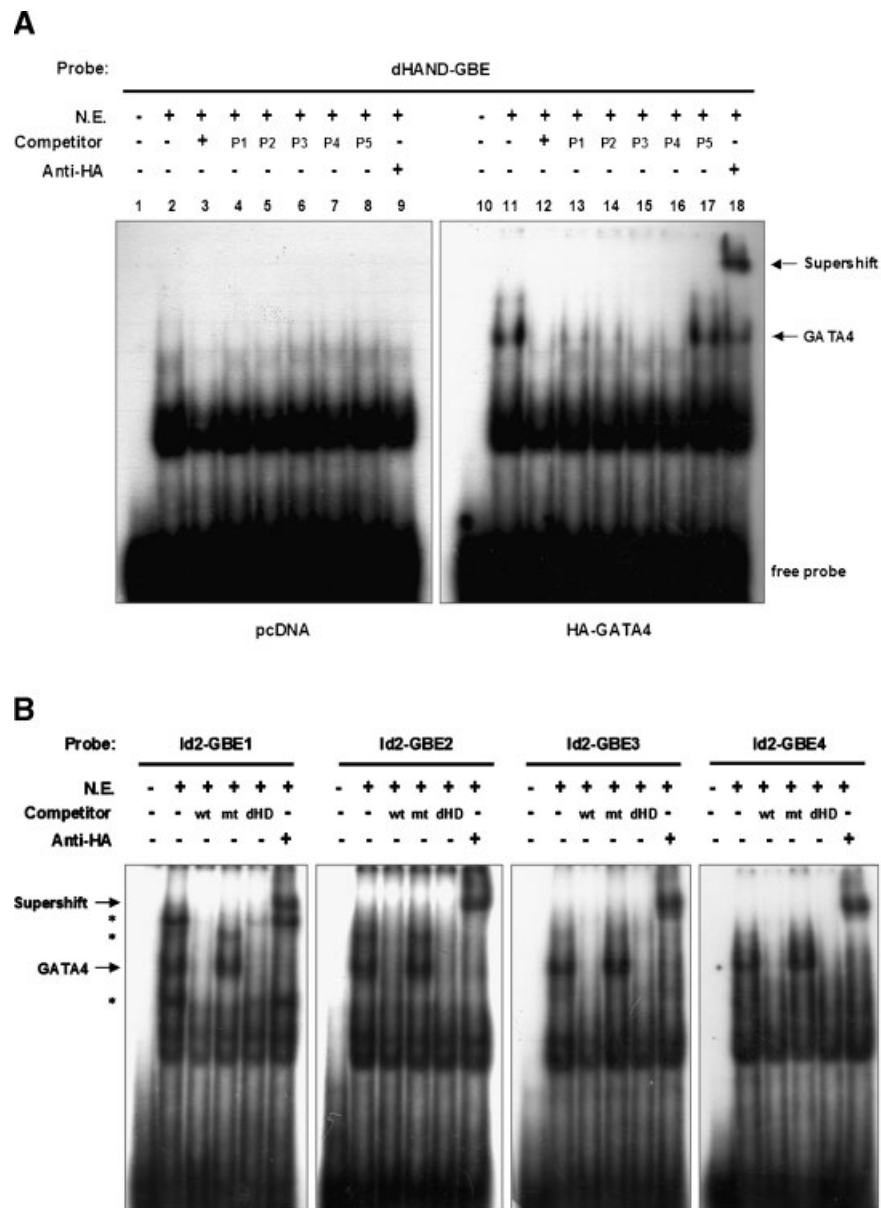 A
Probe: dHAND-GBE
N.E. - + + + + + + + + - + + + + + + + +
Competitor - - + P1 P2 P3 P4 P5 - - - + P1 P2 P3 P4 P5 -
Anti-HA - - - - - - - - + - - - - - - - - +
1 2 3 4 5 6 7 8 9 10 11 12 13 14 15 16 17 18
← Supershift
← GATA4
free probe
pcDNA HA-GATA4
B
Probe: Id2-GBE1 Id2-GBE2 Id2-GBE3 Id2-GBE4
N.E. - + + + + + - + + + + + - + + + + + - + + + + +
Competitor - - wt mt dHD - - - wt mt dHD - - - wt mt dHD - - - wt mt dHD -
Anti-HA - - - - - + - - - - - + - - - - - + - - - - - +
Supershift →
*
*
GATA4 →
*